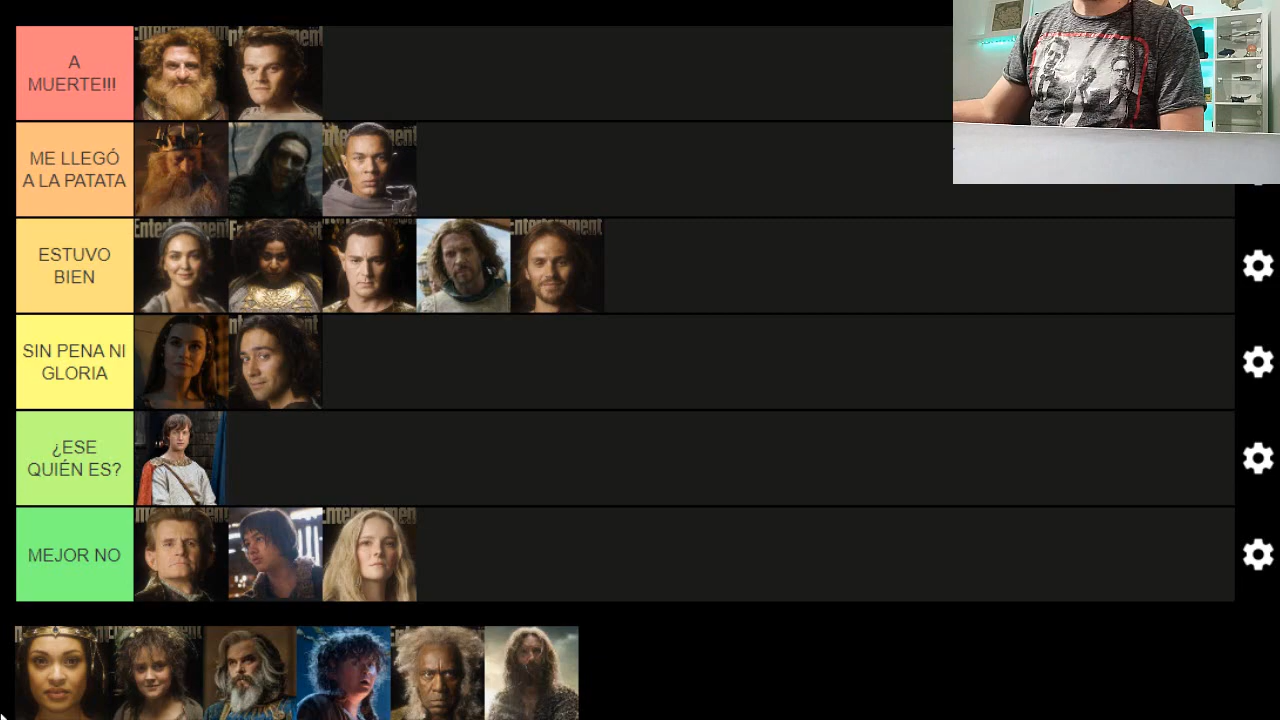 A
MUERTE!!!
ME LLEGÓ
A LA PATATA
ESTUVO
BIEN
Entertainment
SIN PENA NI
GLORIA
¿ESE
QUIÉN ES?
MEJOR NO